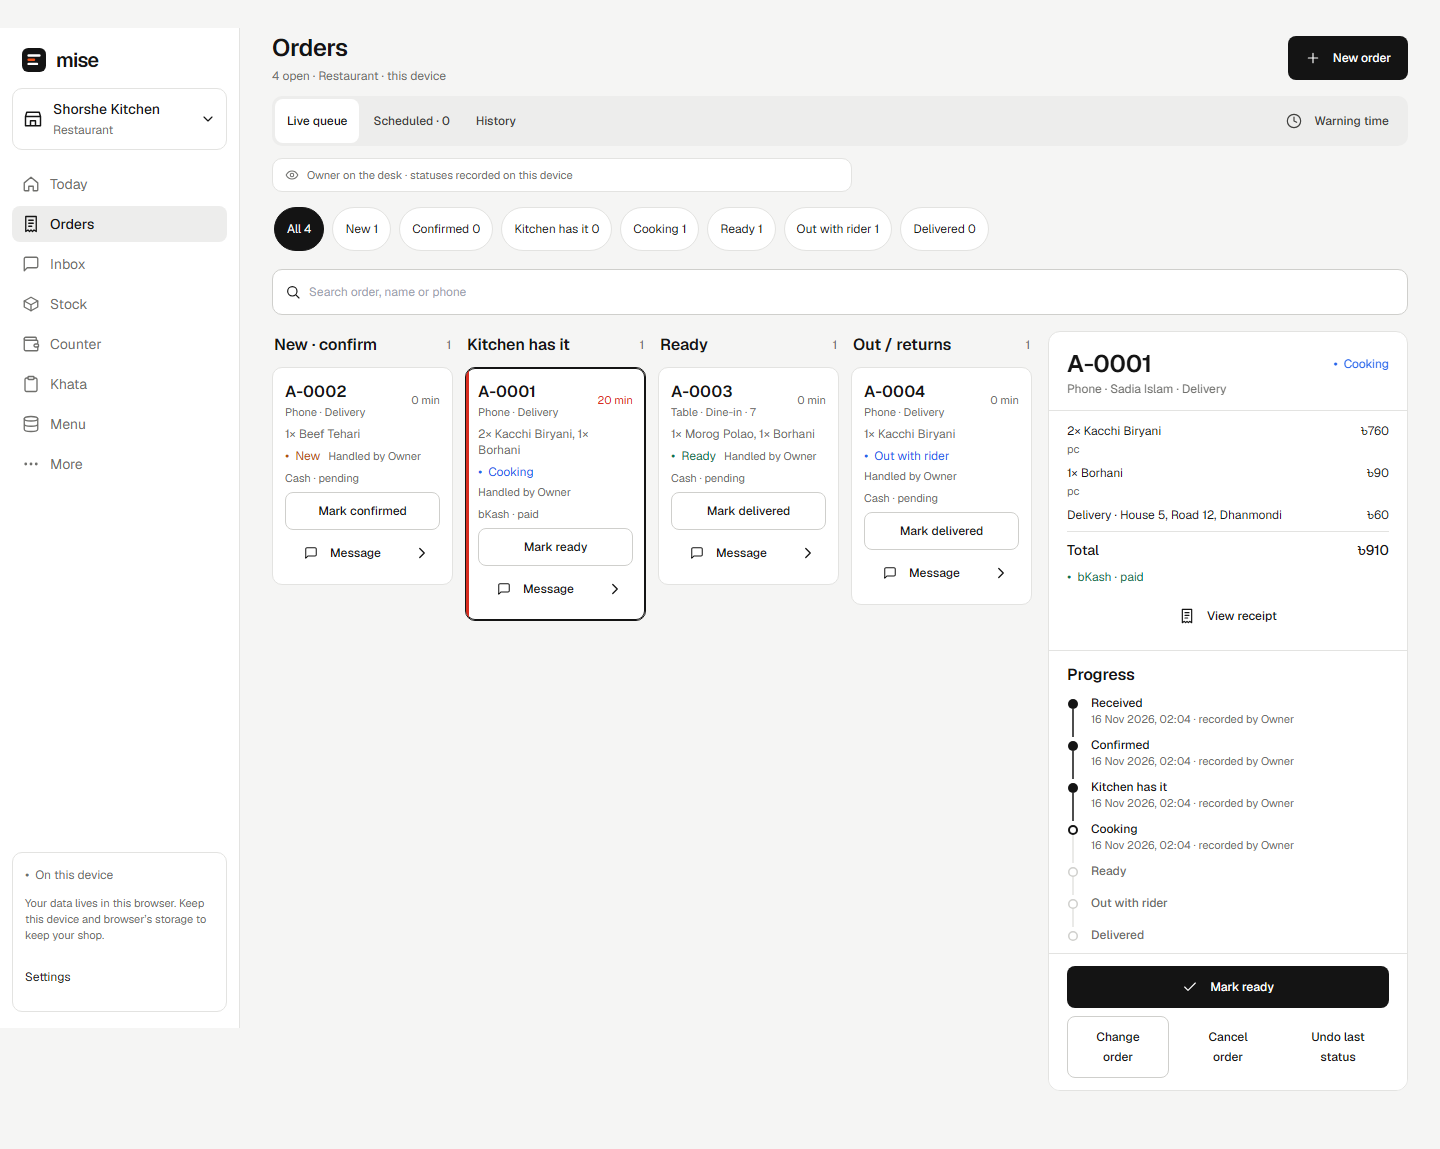 mise
Shorshe Kitchen
Restaurant
Today
Orders
Inbox
Stock
Counter
Khata
Menu
More
• On this device
Your data lives in this browser. Keep
this device and browser's storage to
keep your shop.
Settings
Orders
4 open · Restaurant · this device
New order
Live queue
Scheduled · 0
History
Warning time
Owner on the desk · statuses recorded on this device
All 4
New 1
Confirmed 0
Kitchen has it 0
Cooking 1
Ready 1
Out with rider 1
Delivered 0
Search order, name or phone
New · confirm 1
A-0002
Phone · Delivery
0 min
1× Beef Tehari
• New Handled by Owner
Cash · pending
Mark confirmed
Message
Kitchen has it 1
A-0001
Phone · Delivery
20 min
2× Kacchi Biryani, 1×
Borhani
• Cooking
Handled by Owner
bKash · paid
Mark ready
Message
Ready 1
A-0003
Table · Dine-in · 7
0 min
1× Morog Polao, 1× Borhani
• Ready Handled by Owner
Cash · pending
Mark delivered
Message
Out / returns 1
A-0004
Phone · Delivery
0 min
1× Kacchi Biryani
• Out with rider
Handled by Owner
Cash · pending
Mark delivered
Message
A-0001
• Cooking
Phone · Sadia Islam · Delivery
2× Kacchi Biryani ৳760
pc
1× Borhani ৳90
pc
Delivery · House 5, Road 12, Dhanmondi ৳60
Total ৳910
• bKash · paid
View receipt
Progress
Received
16 Nov 2026, 02:04 · recorded by Owner
Confirmed
16 Nov 2026, 02:04 · recorded by Owner
Kitchen has it
16 Nov 2026, 02:04 · recorded by Owner
Cooking
16 Nov 2026, 02:04 · recorded by Owner
Ready
Out with rider
Delivered
Mark ready
Change
order
Cancel
order
Undo last
status